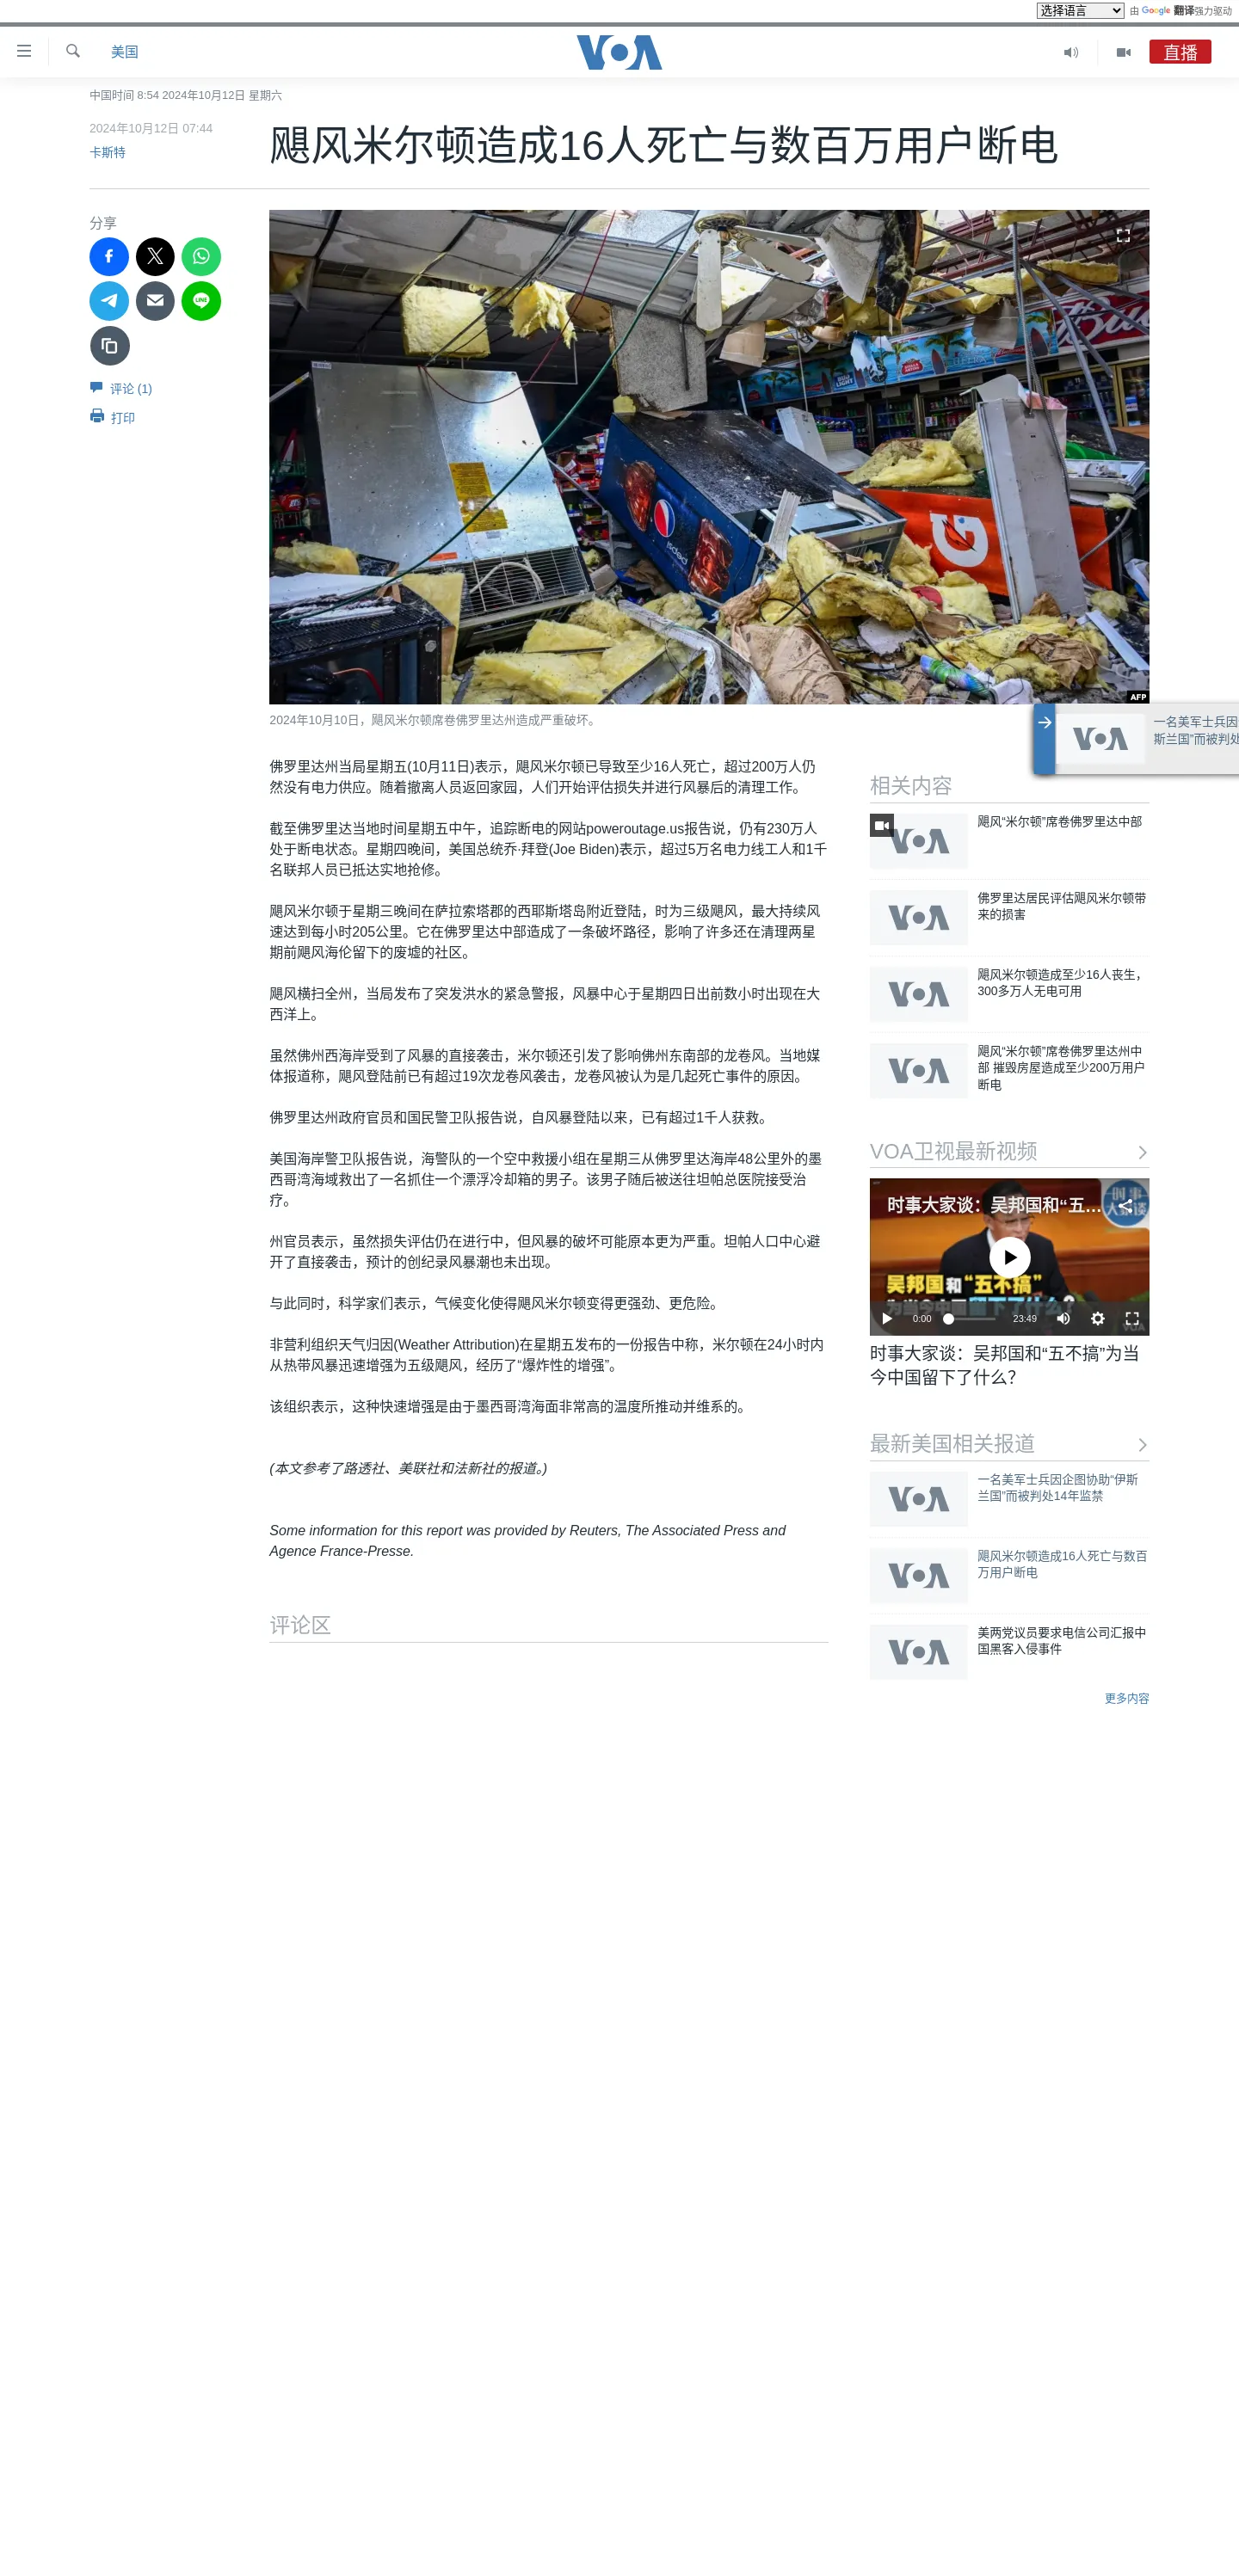 选择语言
由 Google 翻译强力驱动
美国
VOA
直播
中国时间 8:54 2024年10月12日 星期六
2024年10月12日 07:44
卡斯特
飓风米尔顿造成16人死亡与数百万用户断电
分享
评论 (1)
打印
pepsi
AFP
2024年10月10日，飓风米尔顿席卷佛罗里达州造成严重破坏。
佛罗里达州当局星期五(10月11日)表示，飓风米尔顿已导致至少16人死亡，超过200万人仍
然没有电力供应。随着撤离人员返回家园，人们开始评估损失并进行风暴后的清理工作。
截至佛罗里达当地时间星期五中午，追踪断电的网站poweroutage.us报告说，仍有230万人
处于断电状态。星期四晚间，美国总统乔·拜登(Joe Biden)表示，超过5万名电力线工人和1千
名联邦人员已抵达实地抢修。
飓风米尔顿于星期三晚间在萨拉索塔郡的西耶斯塔岛附近登陆，时为三级飓风，最大持续风
速达到每小时205公里。它在佛罗里达中部造成了一条破坏路径，影响了许多还在清理两星
期前飓风海伦留下的废墟的社区。
飓风横扫全州，当局发布了突发洪水的紧急警报，风暴中心于星期四日出前数小时出现在大
西洋上。
虽然佛州西海岸受到了风暴的直接袭击，米尔顿还引发了影响佛州东南部的龙卷风。当地媒
体报道称，飓风登陆前已有超过19次龙卷风袭击，龙卷风被认为是几起死亡事件的原因。
佛罗里达州政府官员和国民警卫队报告说，自风暴登陆以来，已有超过1千人获救。
美国海岸警卫队报告说，海警队的一个空中救援小组在星期三从佛罗里达海岸48公里外的墨
西哥湾海域救出了一名抓住一个漂浮冷却箱的男子。该男子随后被送往坦帕总医院接受治
疗。
州官员表示，虽然损失评估仍在进行中，但风暴的破坏可能原本更为严重。坦帕人口中心避
开了直接袭击，预计的创纪录风暴潮也未出现。
与此同时，科学家们表示，气候变化使得飓风米尔顿变得更强劲、更危险。
非营利组织天气归因(Weather Attribution)在星期五发布的一份报告中称，米尔顿在24小时内
从热带风暴迅速增强为五级飓风，经历了“爆炸性的增强”。
该组织表示，这种快速增强是由于墨西哥湾海面非常高的温度所推动并维系的。
(本文参考了路透社、美联社和法新社的报道。)
Some information for this report was provided by Reuters, The Associated Press and
Agence France-Presse.
评论区
VOA
一名美军士兵因
斯兰国”而被判处
相关内容
VOA
飓风“米尔顿”席卷佛罗里达中部
VOA
佛罗里达居民评估飓风米尔顿带
来的损害
VOA
飓风米尔顿造成至少16人丧生，
300多万人无电可用
VOA
飓风“米尔顿”席卷佛罗里达州中
部 摧毁房屋造成至少200万用户
断电
VOA卫视最新视频
时事大家谈：吴邦国和“五...
时事
大家谈
吴邦国和“五不搞”
为当今中国留下了什么？
0:00
23:49
VOA
时事大家谈：吴邦国和“五不搞”为当
今中国留下了什么？
最新美国相关报道
VOA
一名美军士兵因企图协助“伊斯
兰国”而被判处14年监禁
VOA
飓风米尔顿造成16人死亡与数百
万用户断电
VOA
美两党议员要求电信公司汇报中
国黑客入侵事件
更多内容